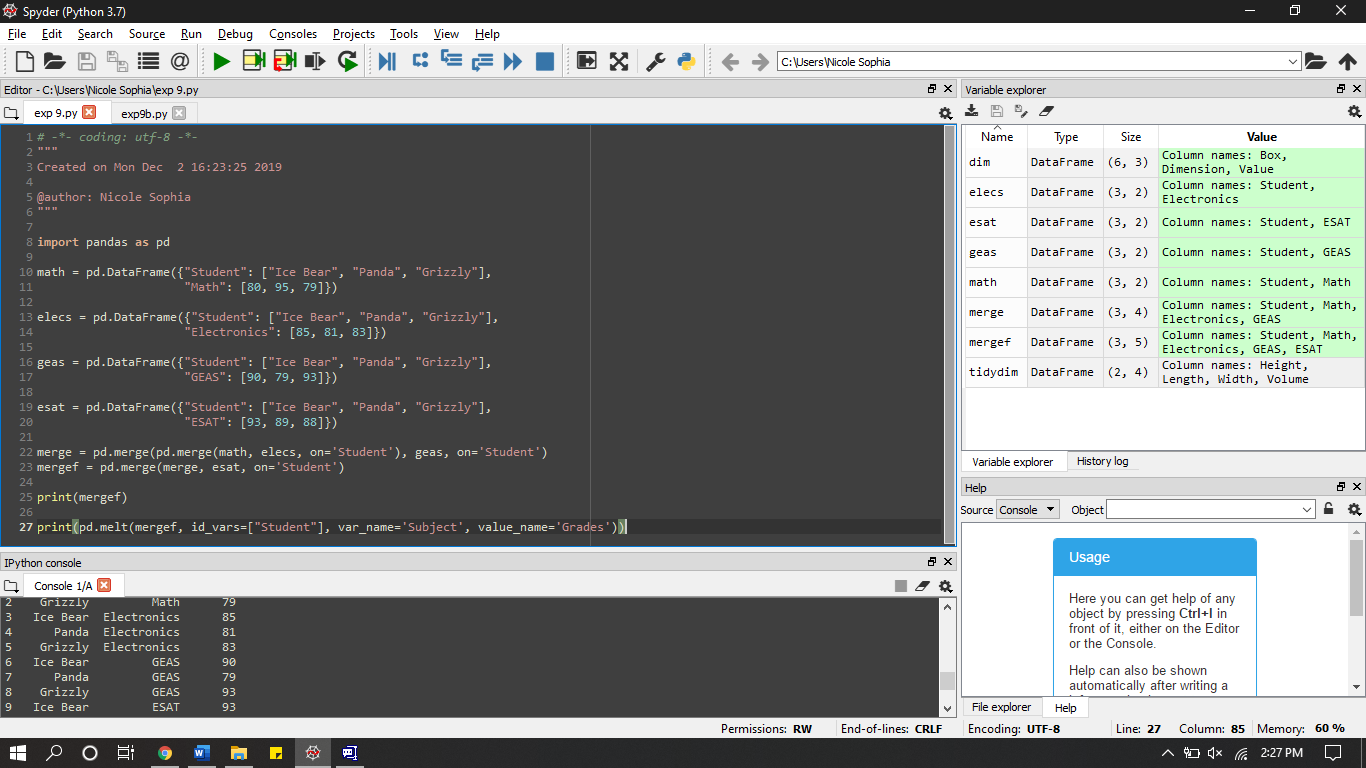 Spyder (Python 3.7)
File Edit Search Source Run Debug Consoles Projects Tools View Help
C:\Users\Nicole Sophia
Editor - C:\Users\Nicole Sophia\exp 9.py
exp 9.py exp9b.py
1 # -*- coding: utf-8 -*-
2 """
3 Created on Mon Dec  2 16:23:25 2019
4
5 @author: Nicole Sophia
6 """
7
8 import pandas as pd
9
10 math = pd.DataFrame({"Student": ["Ice Bear", "Panda", "Grizzly"],
11                      "Math": [80, 95, 79]})
12
13 elecs = pd.DataFrame({"Student": ["Ice Bear", "Panda", "Grizzly"],
14                      "Electronics": [85, 81, 83]})
15
16 geas = pd.DataFrame({"Student": ["Ice Bear", "Panda", "Grizzly"],
17                      "GEAS": [90, 79, 93]})
18
19 esat = pd.DataFrame({"Student": ["Ice Bear", "Panda", "Grizzly"],
20                      "ESAT": [93, 89, 88]})
21
22 merge = pd.merge(pd.merge(math, elecs, on='Student'), geas, on='Student')
23 mergef = pd.merge(merge, esat, on='Student')
24
25 print(mergef)
26
27 print(pd.melt(mergef, id_vars=["Student"], var_name='Subject', value_name='Grades'))
IPython console
Console 1/A
2 Grizzly Math 79
3 Ice Bear Electronics 85
4 Panda Electronics 81
5 Grizzly Electronics 83
6 Ice Bear GEAS 90
7 Panda GEAS 79
8 Grizzly GEAS 93
9 Ice Bear ESAT 93
Variable explorer
Name Type Size Value
dim DataFrame (6, 3) Column names: Box,
Dimension, Value
elecs DataFrame (3, 2) Column names: Student,
Electronics
esat DataFrame (3, 2) Column names: Student, ESAT
geas DataFrame (3, 2) Column names: Student, GEAS
math DataFrame (3, 2) Column names: Student, Math
merge DataFrame (3, 4) Column names: Student, Math,
Electronics, GEAS
mergef DataFrame (3, 5) Column names: Student, Math,
Electronics, GEAS, ESAT
tidydim DataFrame (2, 4) Column names: Height,
Length, Width, Volume
Variable explorer History log
Help
Source Console Object
Usage
Here you can get help of any
object by pressing Ctrl+I in
front of it, either on the Editor
or the Console.
Help can also be shown
automatically after writing a
File explorer Help
Permissions: RW End-of-lines: CRLF Encoding: UTF-8 Line: 27 Column: 85 Memory: 60 %
2:27 PM